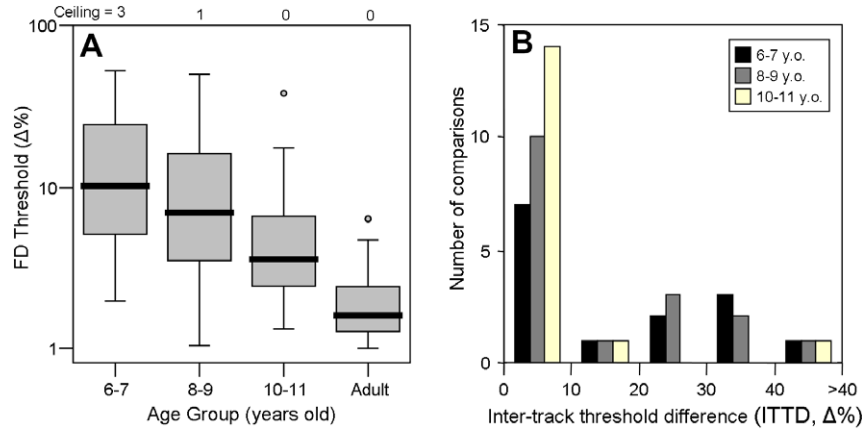 Ceiling = 3 1 0 0
A
100
10
1
FD Threshold (Δ%)
6-7 8-9 10-11 Adult
Age Group (years old)
B
15
10
5
0
Number of comparisons
6-7 y.o.
8-9 y.o.
10-11 y.o.
0 10 20 30 40 >40
Inter-track threshold difference (ITTD, Δ%)